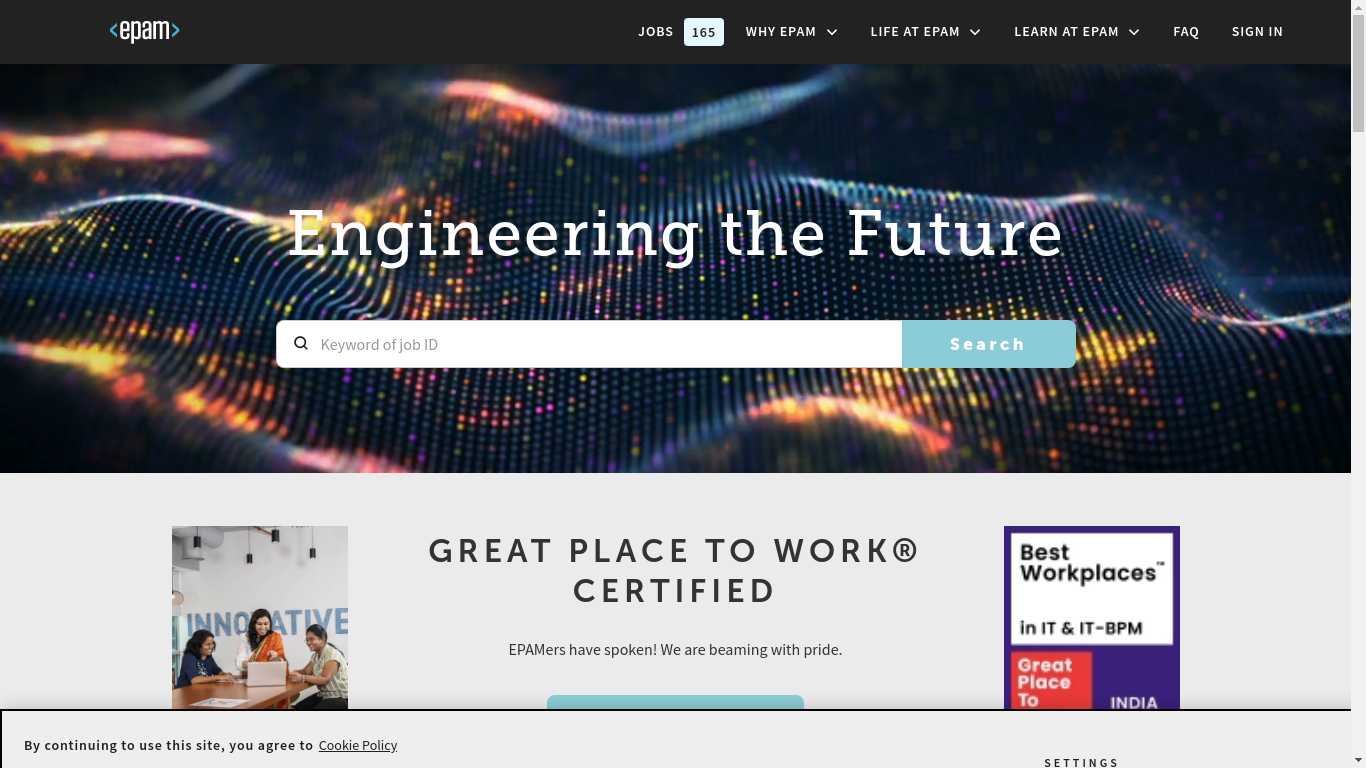 <epam>
JOBS 165 WHY EPAM LIFE AT EPAM LEARN AT EPAM FAQ SIGN IN
Engineering the Future
Keyword of job ID Search
INNOVATIVE
GREAT PLACE TO WORK®
CERTIFIED
EPAMers have spoken! We are beaming with pride.
Best
Workplaces™
in IT & IT-BPM
Great
Place
To
INDIA
By continuing to use this site, you agree to Cookie Policy
SETTINGS